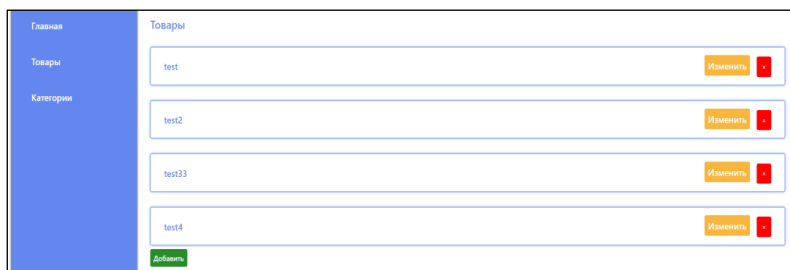 Главная
Товары
Категории
Товары
test
Изменить
test2
Изменить
test33
Изменить
test4
Изменить
Добавить